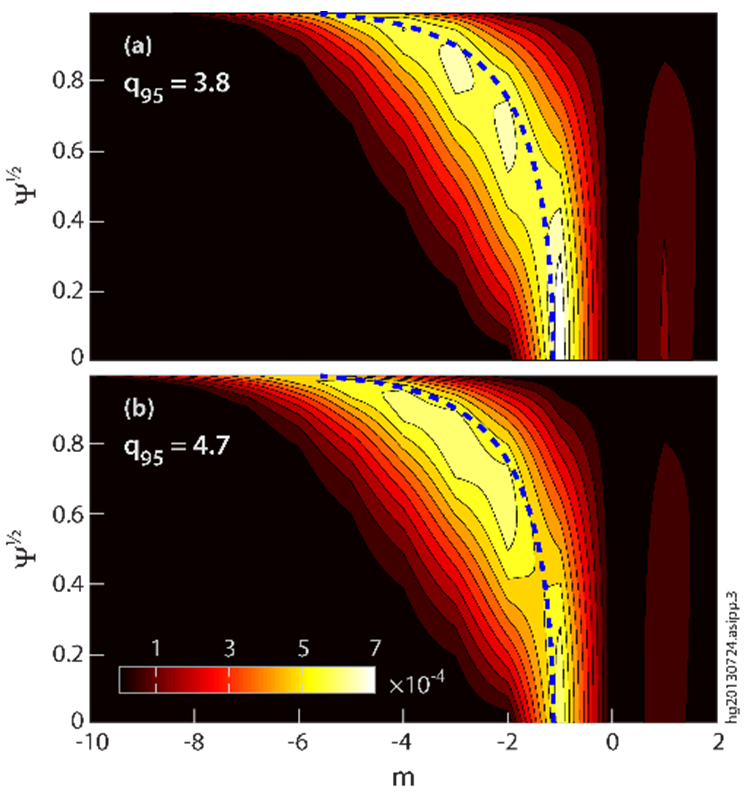 (a)
q95 = 3.8
0.8
0.6
0.4
0.2
0
Ψ½
(b)
q95 = 4.7
0.8
0.6
0.4
0.2
0
Ψ½
1 3 5 7
×10-4
-10 -8 -6 -4 -2 0 2
m
hg20130724.asipp.3